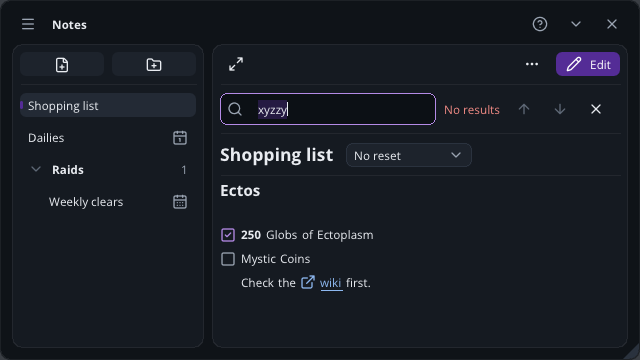 Notes
Shopping list
Dailies
Raids 1
Weekly clears
Edit
xyzzy No results
Shopping list No reset
Ectos
250 Globs of Ectoplasm
Mystic Coins
Check the wiki first.